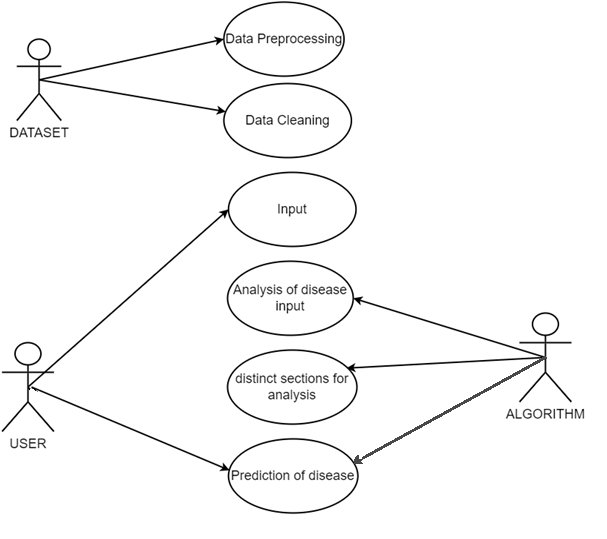 Data Preprocessing
DATASET
Data Cleaning
Input
Analysis of disease
input
distinct sections for
analysis
ALGORITHM
USER
Prediction of disease